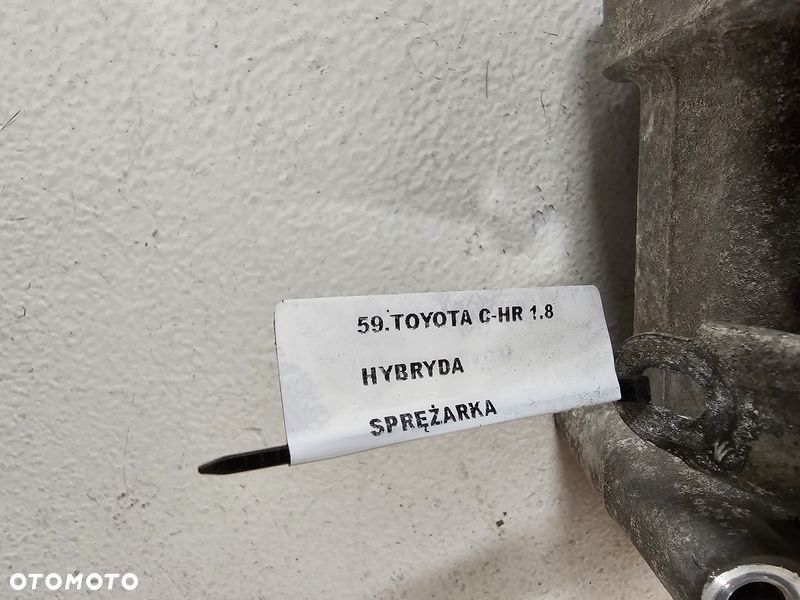 59.TOYOTA C-HR 1.8
HYBRYDA
SPRĘŻARKA
OTOMOTO